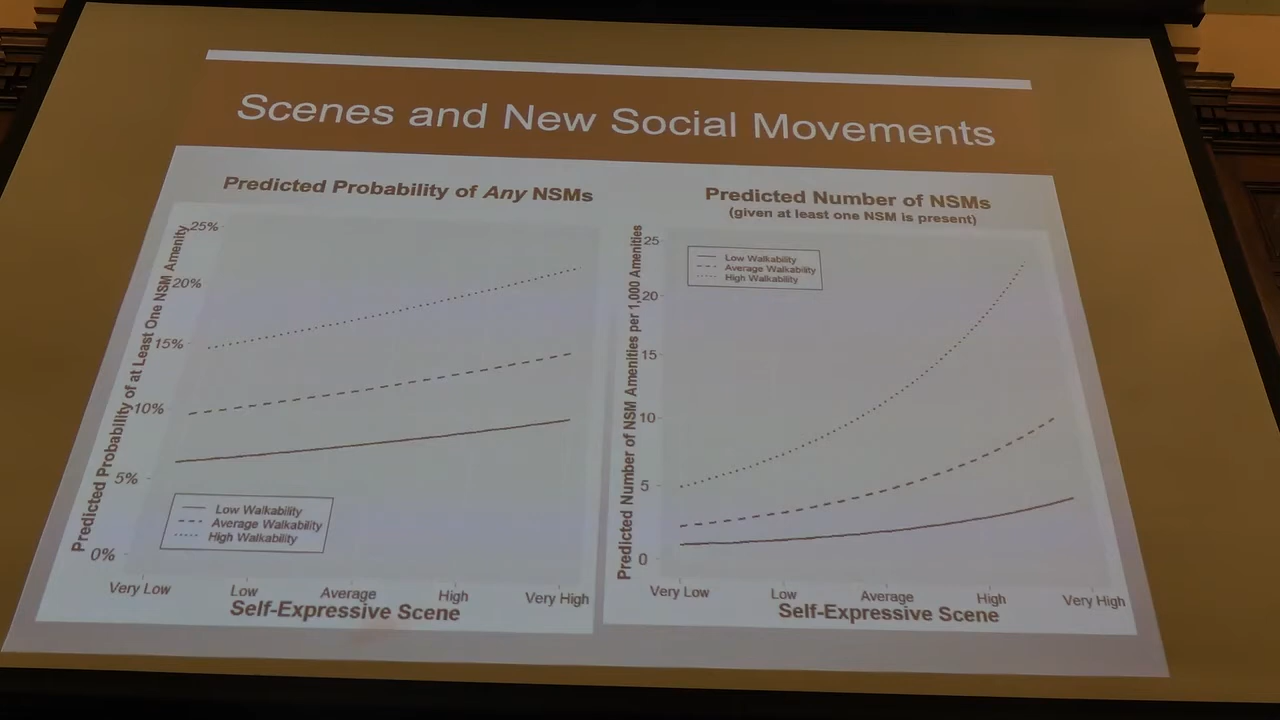 Scenes and New Social Movements
Predicted Probability of Any NSMs
Predicted Probability of at Least One NSM Amenity
25%
20%
15%
10%
5%
0%
Low Walkability
Average Walkability
High Walkability
Very Low
Low
Average
High
Very High
Self-Expressive Scene
Predicted Number of NSMs
(given at least one NSM is present)
Predicted Number of NSM Amenities per 1,000 Amenities
25
20
15
10
5
0
Low Walkability
Average Walkability
High Walkability
Very Low
Low
Average
High
Very High
Self-Expressive Scene